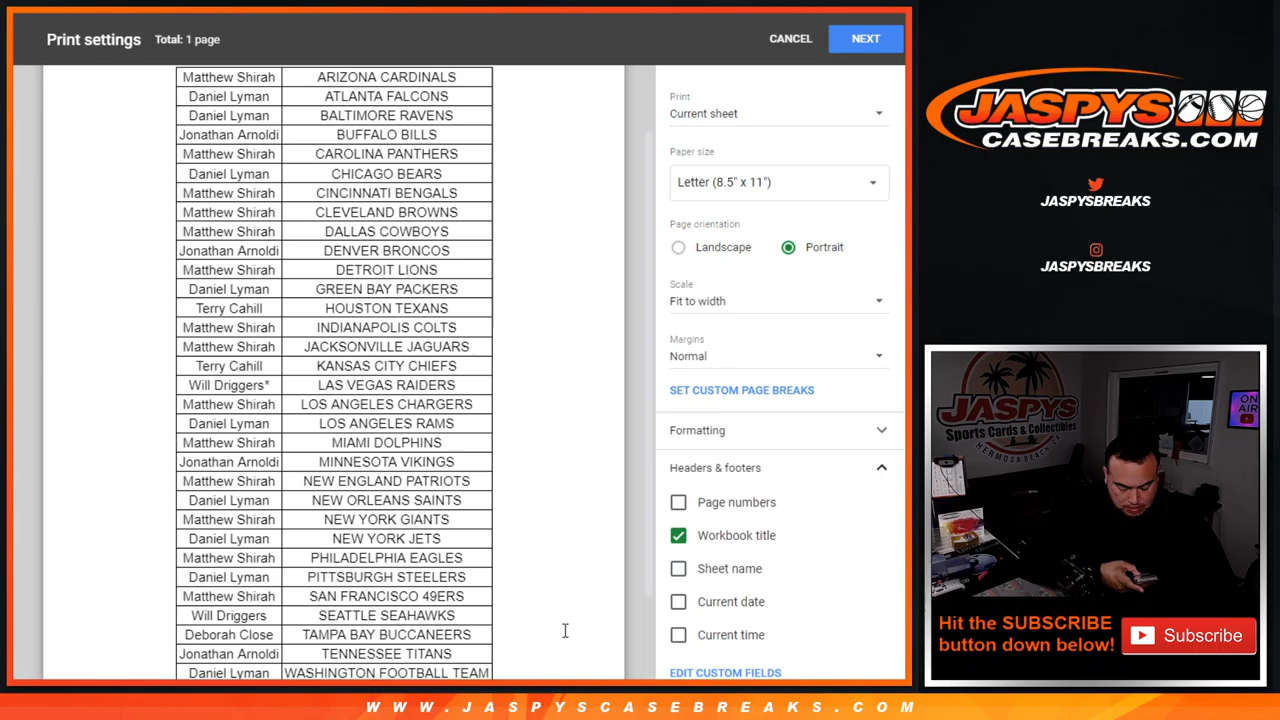 Print settings Total: 1 page CANCEL NEXT
Matthew Shirah ARIZONA CARDINALS
Daniel Lyman ATLANTA FALCONS
Daniel Lyman BALTIMORE RAVENS
Jonathan Arnoldi BUFFALO BILLS
Matthew Shirah CAROLINA PANTHERS
Daniel Lyman CHICAGO BEARS
Matthew Shirah CINCINNATI BENGALS
Matthew Shirah CLEVELAND BROWNS
Matthew Shirah DALLAS COWBOYS
Jonathan Arnoldi DENVER BRONCOS
Matthew Shirah DETROIT LIONS
Daniel Lyman GREEN BAY PACKERS
Terry Cahill HOUSTON TEXANS
Matthew Shirah INDIANAPOLIS COLTS
Matthew Shirah JACKSONVILLE JAGUARS
Terry Cahill KANSAS CITY CHIEFS
Will Driggers* LAS VEGAS RAIDERS
Matthew Shirah LOS ANGELES CHARGERS
Daniel Lyman LOS ANGELES RAMS
Matthew Shirah MIAMI DOLPHINS
Jonathan Arnoldi MINNESOTA VIKINGS
Matthew Shirah NEW ENGLAND PATRIOTS
Daniel Lyman NEW ORLEANS SAINTS
Matthew Shirah NEW YORK GIANTS
Daniel Lyman NEW YORK JETS
Matthew Shirah PHILADELPHIA EAGLES
Daniel Lyman PITTSBURGH STEELERS
Matthew Shirah SAN FRANCISCO 49ERS
Will Driggers SEATTLE SEAHAWKS
Deborah Close TAMPA BAY BUCCANEERS
Jonathan Arnoldi TENNESSEE TITANS
Daniel Lyman WASHINGTON FOOTBALL TEAM
Print
Current sheet
Paper size
Letter (8.5" x 11")
Page orientation
Landscape Portrait
Scale
Fit to width
Margins
Normal
SET CUSTOM PAGE BREAKS
Formatting
Headers & footers
Page numbers
Workbook title
Sheet name
Current date
Current time
EDIT CUSTOM FIELDS
JASPYS
CASEBREAKS.COM
JASPYSBREAKS
JASPYSBREAKS
JASPYS
Sports Cards & Collectibles
HERMOSA BEACH, CA
ON
AIR
Hit the SUBSCRIBE
button down below!
Subscribe
WWW.JASPYSCASEBREAKS.COM